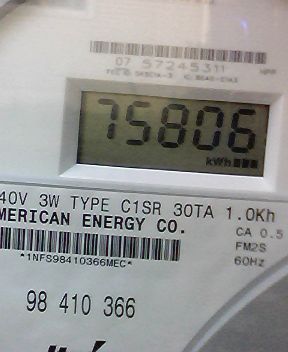 07 57245311
75806
kWh
40V 3W TYPE C1SR 30TA 1.0Kh
MERICAN ENERGY CO.
CA 0.5
FM2S
*1NFS98410366MEC*
60Hz
98 410 366